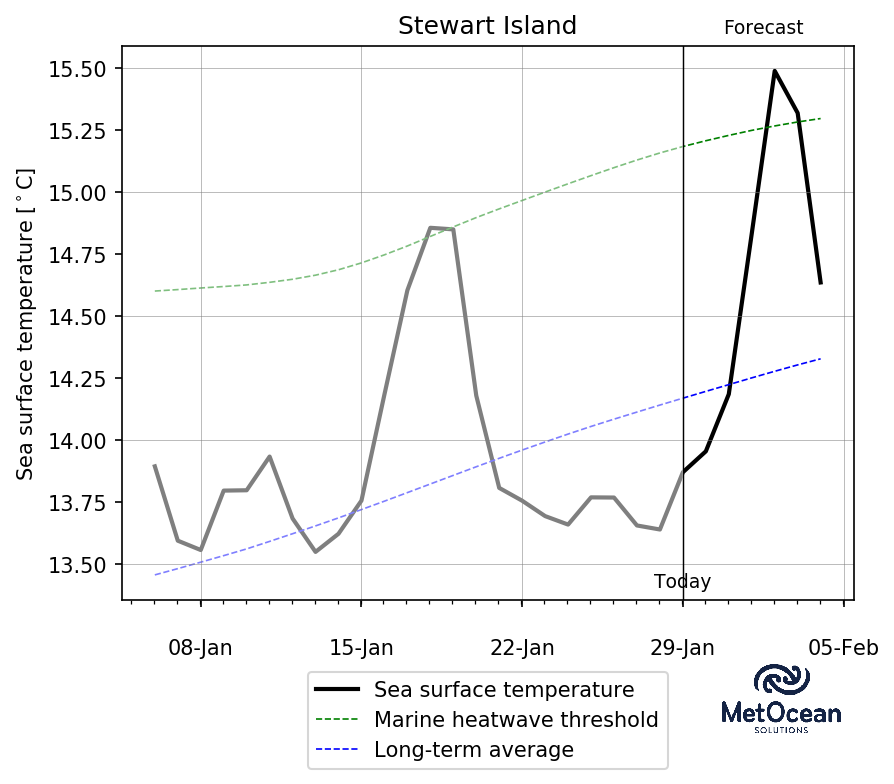 Stewart Island
Forecast
Sea surface temperature [°C]
15.50
15.25
15.00
14.75
14.50
14.25
14.00
13.75
13.50
Today
08-Jan
15-Jan
22-Jan
29-Jan
05-Feb
Sea surface temperature
Marine heatwave threshold
Long-term average
MetOcean
SOLUTIONS